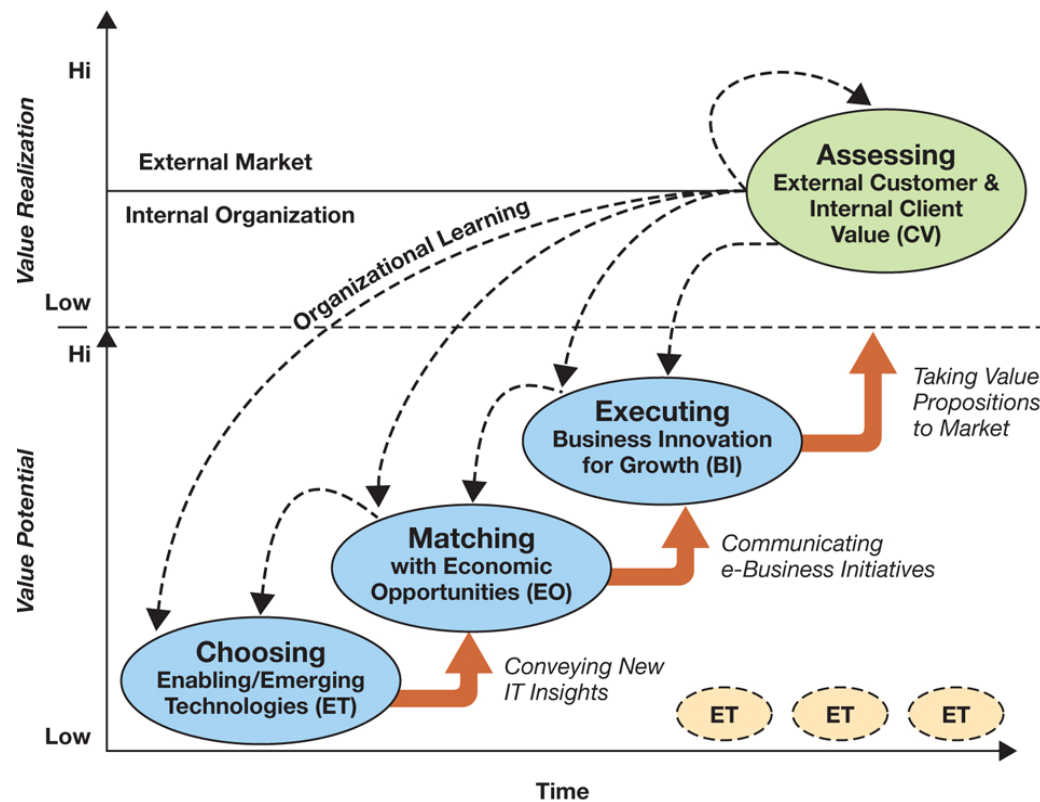 Hi
Value Realization
External Market
Internal Organization
Low
Organizational Learning
Assessing
External Customer &
Internal Client
Value (CV)
Hi
Value Potential
Low
Executing
Business Innovation
for Growth (BI)
Taking Value
Propositions
to Market
Matching
with Economic
Opportunities (EO)
Communicating
e-Business Initiatives
Choosing
Enabling/Emerging
Technologies (ET)
Conveying New
IT Insights
ET
ET
ET
Time